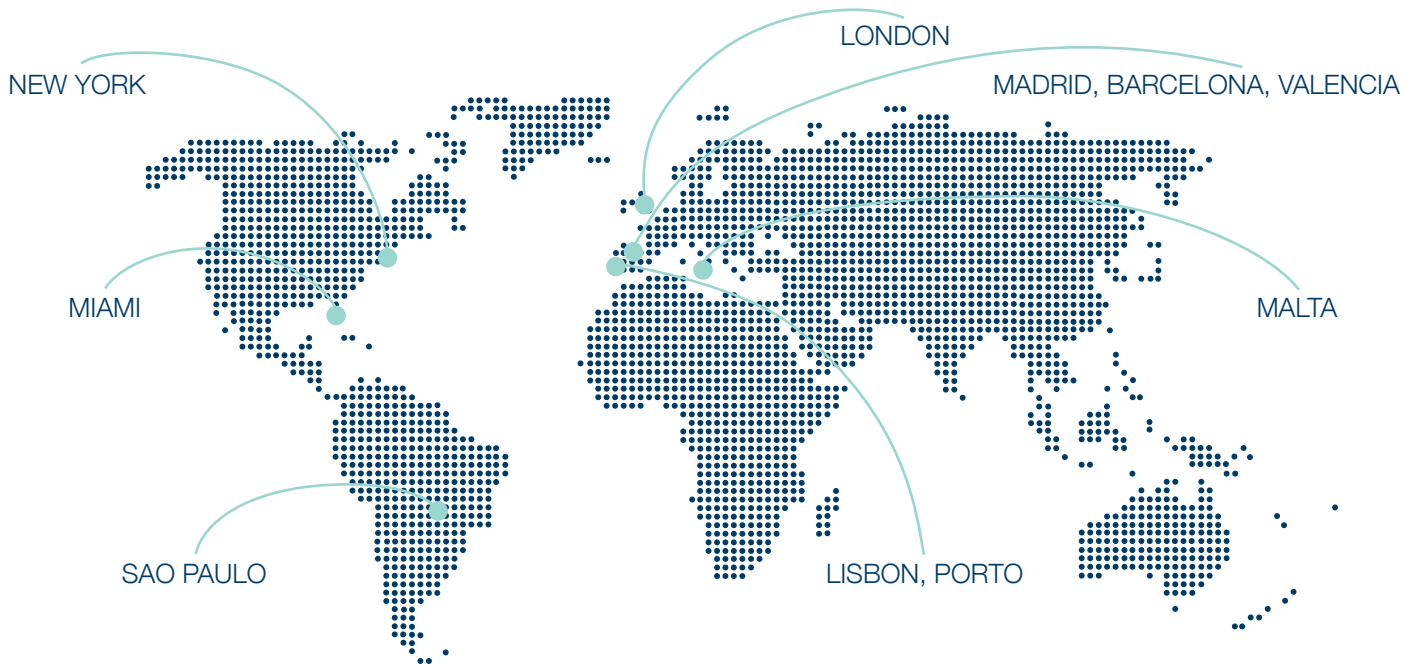 LONDON
NEW YORK
MADRID, BARCELONA, VALENCIA
MIAMI
MALTA
SAO PAULO
LISBON, PORTO